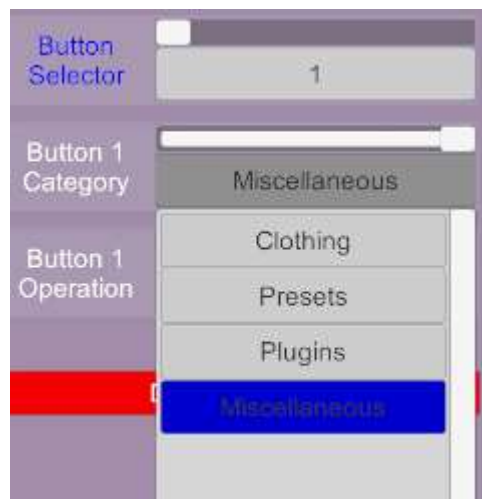 Button
Selector
1
Button 1
Category
Miscellaneous
Clothing
Button 1
Operation
Presets
Plugins
Miscellaneous